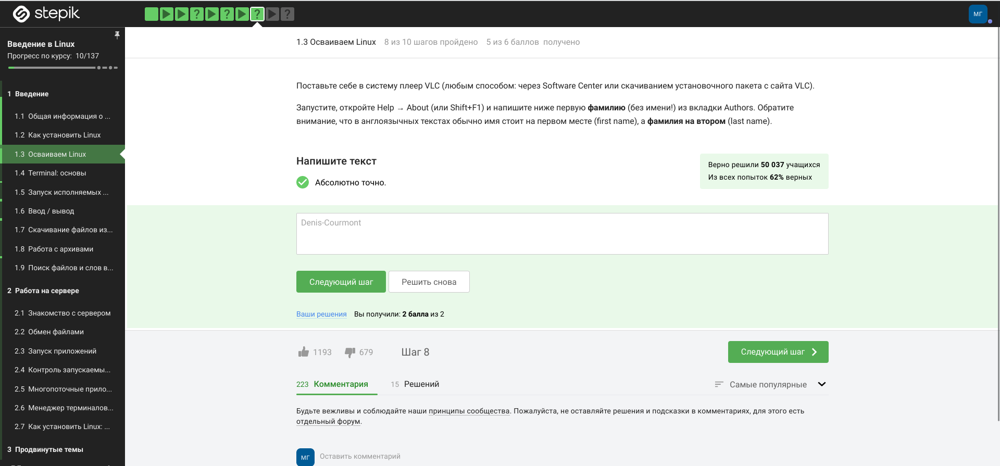 stepik
? ? ? ?
МГ
Введение в Linux
Прогресс по курсу: 10/137
1 Введение
1.1 Общая информация о ...
1.2 Как установить Linux
1.3 Осваиваем Linux
1.4 Terminal: основы
1.5 Запуск исполняемых ...
1.6 Ввод / вывод
1.7 Скачивание файлов из...
1.8 Работа с архивами
1.9 Поиск файлов и слов в...
2 Работа на сервере
2.1 Знакомство с сервером
2.2 Обмен файлами
2.3 Запуск приложений
2.4 Контроль запускаемы...
2.5 Многопоточные прило...
2.6 Менеджер терминалов...
2.7 Как установить Linux: ...
3 Продвинутые темы
1.3 Осваиваем Linux 8 из 10 шагов пройдено 5 из 6 баллов получено
Поставьте себе в систему плеер VLC (любым способом: через Software Center или скачиванием установочного пакета с сайта VLC).
Запустите, откройте Help → About (или Shift+F1) и напишите ниже первую фамилию (без имени!) из вкладки Authors. Обратите
внимание, что в англоязычных текстах обычно имя стоит на первом месте (first name), а фамилия на втором (last name).
Напишите текст
Абсолютно точно.
Верно решили 50 037 учащихся
Из всех попыток 62% верных
Denis-Courmont
Следующий шаг
Решить снова
Ваши решения Вы получили: 2 балла из 2
1193 679 Шаг 8
Следующий шаг
223 Комментария 15 Решений
Самые популярные
Будьте вежливы и соблюдайте наши принципы сообщества. Пожалуйста, не оставляйте решения и подсказки в комментариях, для этого есть
отдельный форум.
МГ Оставить комментарий